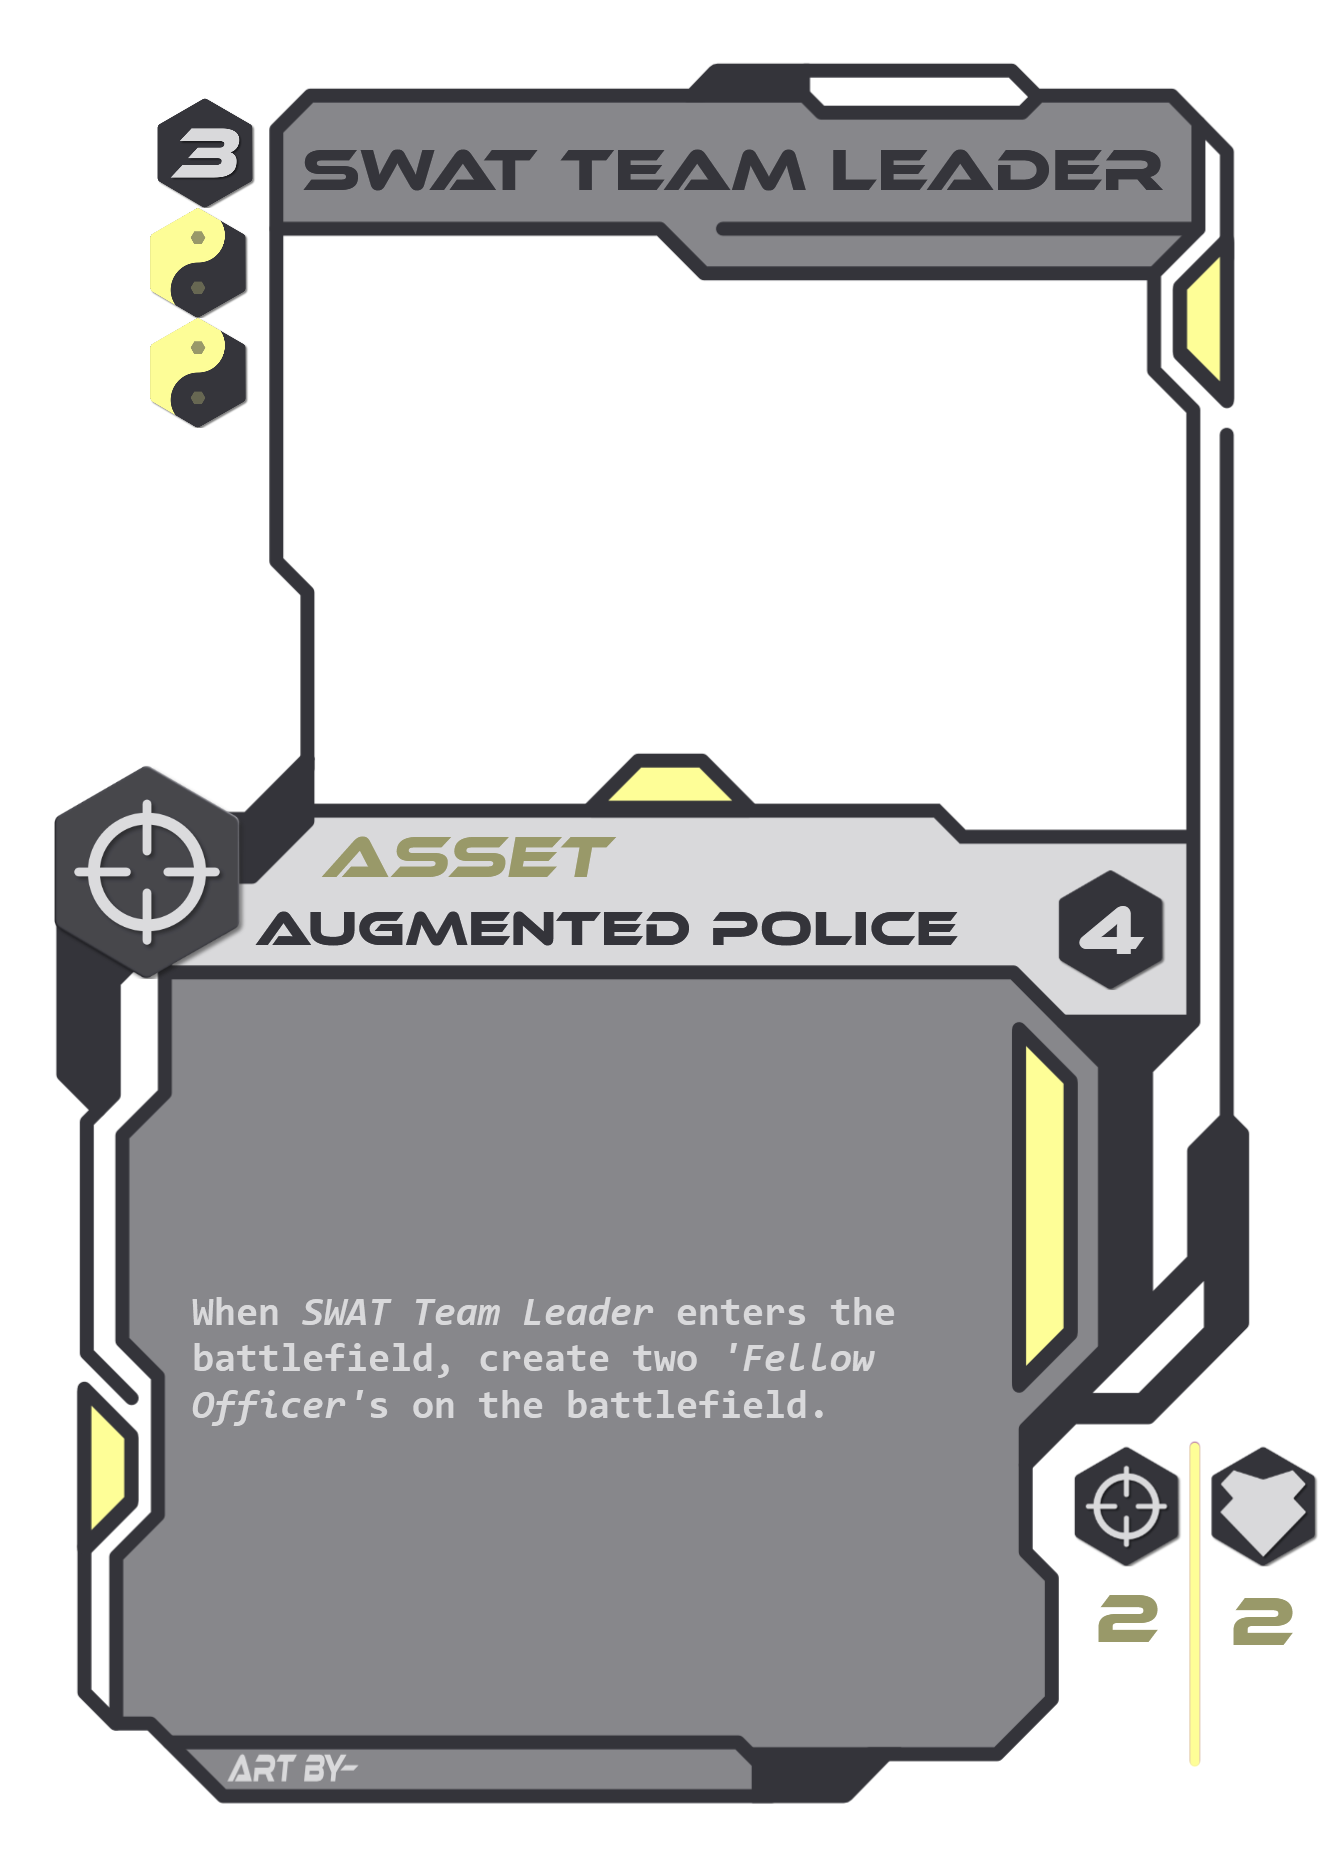 3
SWAT TEAM LEADER
ASSET
AUGMENTED POLICE
4
When SWAT Team Leader enters the
battlefield, create two 'Fellow
Officer's on the battlefield.
2
2
ART BY-